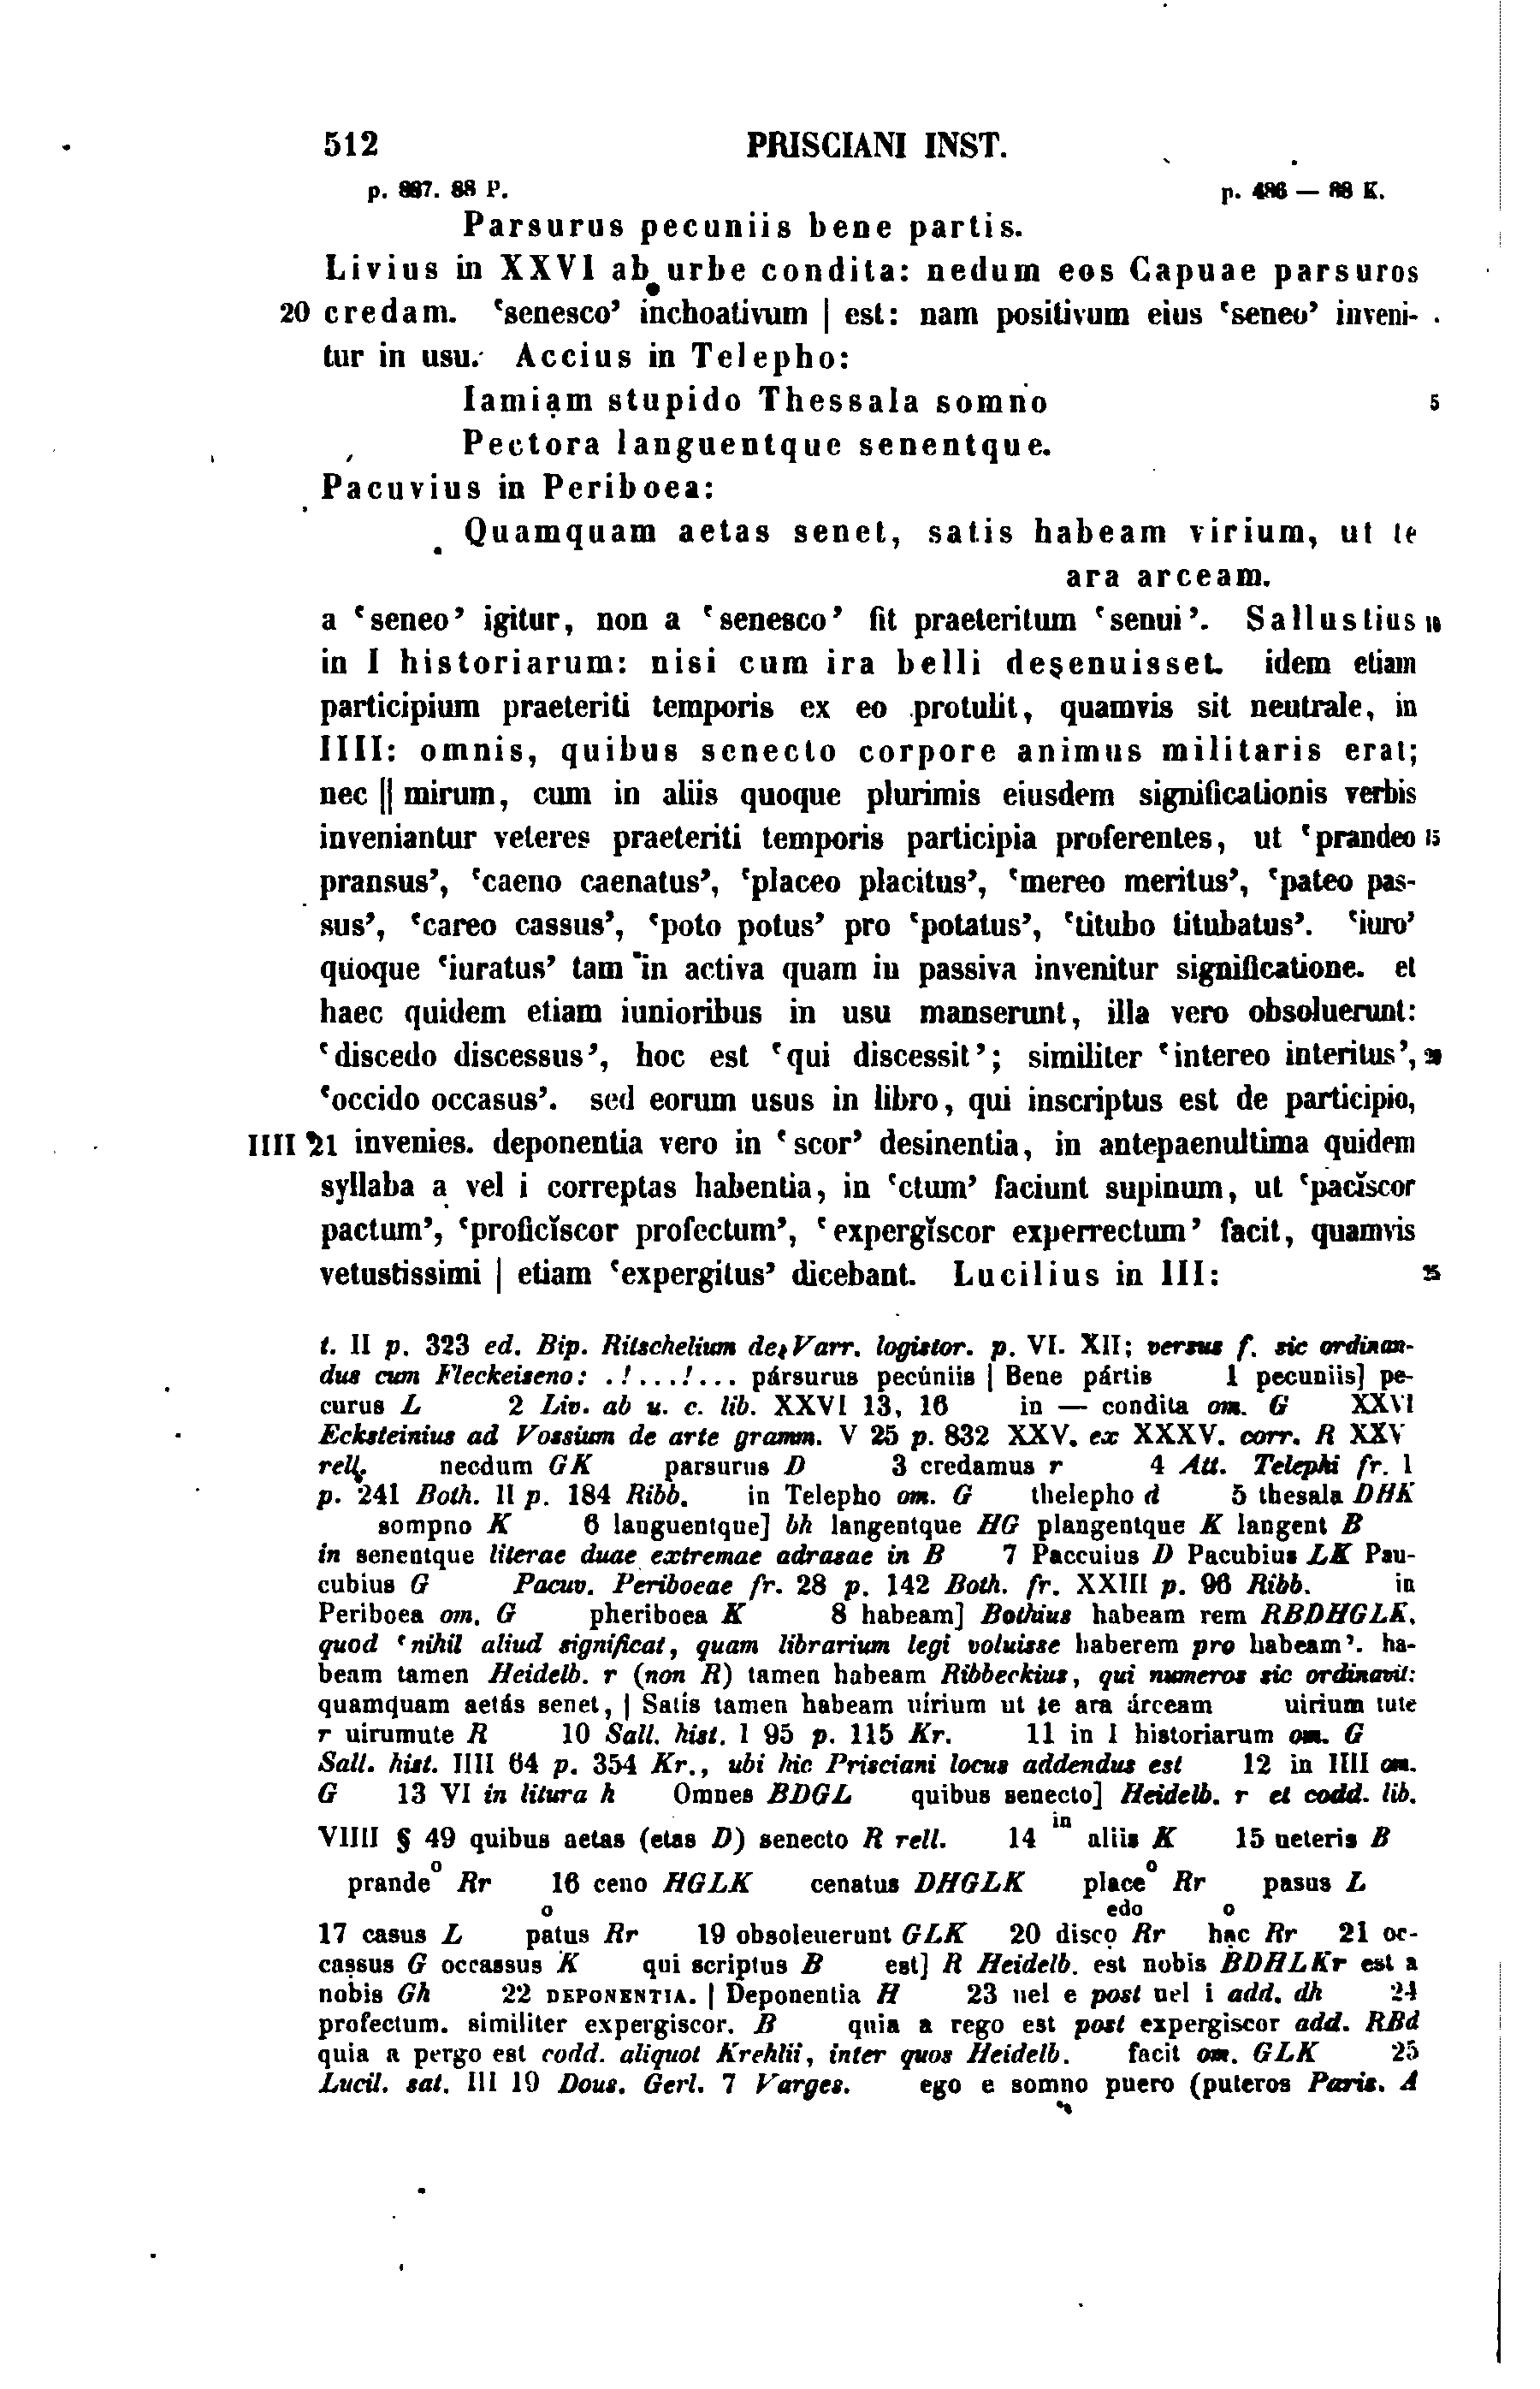 512 PRISCIANI INST.
p. 887. 88 P. p. 486 — 88 K.
Parsurus pecuniis bene partis.
Livius in XXVI ab urbe condita: nedum eos Capuae parsuros
20 credam. ‘senesco’ inchoativum | est: nam positivum eius ‘seneo’ inveni-
tur in usu. Accius in Telepho:
Iamiam stupido Thessala somno 5
Pectora languentque senentque.
Pacuvius in Periboea:
Quamquam aetas senet, satis habeam virium, ut te
ara arceam.
a ‘seneo’ igitur, non a ‘senesco’ fit praeteritum ‘senui’. Sallustius 10
in I historiarum: nisi cum ira belli desenuisset. idem etiam
participium praeteriti temporis ex eo protulit, quamvis sit neutrale, in
IIII: omnis, quibus senecto corpore animus militaris erat;
nec || mirum, cum in aliis quoque plurimis eiusdem significationis verbis
inveniantur veteres praeteriti temporis participia proferentes, ut ‘prandeo 15
pransus’, ‘caeno caenatus’, ‘placeo placitus’, ‘mereo meritus’, ‘pateo pas-
sus’, ‘careo cassus’, ‘poto potus’ pro ‘potatus’, ‘titubo titubatus’. ‘iuro’
quoque ‘iuratus’ tam in activa quam in passiva invenitur significatione. et
haec quidem etiam iunioribus in usu manserunt, illa vero obsoluerunt:
‘discedo discessus’, hoc est ‘qui discessit’; similiter ‘intereo interitus’, 20
‘occido occasus’. sed eorum usus in libro, qui inscriptus est de participio,
IIII 21 invenies. deponentia vero in ‘scor’ desinentia, in antepaenultima quidem
syllaba a vel i correptas habentia, in ‘ctum’ faciunt supinum, ut ‘pacĭscor
pactum’, ‘proficĭscor profectum’, ‘expergĭscor experrectum’ facit, quamvis
vetustissimi | etiam ‘expergitus’ dicebant. Lucilius in III: 25
t. II p. 323 ed. Bip. Ritschelium de Varr. logistor. p. VI. XII; versus f. sic ordinan-
dus cum Fleckeiseno: . ! . . . ! . . . pársurus pecúniis | Bene pártis 1 pecuniis] pe-
curus L 2 Liv. ab u. c. lib. XXVI 13, 16 in — condita om. G XXVI
Ecksteinius ad Vossium de arte gramm. V 25 p. 832 XXV. ex XXXV. corr. R XXV
rell. necdum GK parsurus D 3 credamus r 4 Att. Telephi fr. 1
p. 241 Both. II p. 184 Ribb. in Telepho om. G thelepho d 5 thesala DHK
sompno K 6 languentque] bh langentque HG plangentque K langent B
in senentque literae duae extremae adrasae in B 7 Paccuius D Pacubius LK Pau-
cubius G Pacuv. Periboeae fr. 28 p. 142 Both. fr. XXIII p. 96 Ribb. in
Periboea om. G pheriboea K 8 habeam] Bothius habeam rem RBDHGLK,
quod ‘nihil aliud significat, quam librarium legi voluisse haberem pro habeam’. ha-
beam tamen Heidelb. r (non R) tamen habeam Ribbeckius, qui numeros sic ordinavit:
quamquam aetás senet, | Satís tamen habeam uírium ut te ara árceam uirium tute
r uirumute R 10 Sall. hist. I 95 p. 115 Kr. 11 in I historiarum om. G
Sall. hist. IIII 64 p. 354 Kr., ubi hic Prisciani locus addendus est 12 in IIII om.
G 13 VI in litura h Omnes BDGL quibus senecto] Heidelb. r et codd. lib.
VIIII § 49 quibus aetas (etas D) senecto R rell. 14 in aliis K 15 ueteris B
prandeo Rr 16 ceno HGLK cenatus DHGLK placeo Rr pasus L
17 casus L patus o Rr 19 obsoleuerunt GLK 20 disco edo Rr hac o Rr 21 oc-
cassus G occassus K qui scriptus B est] R Heidelb. est nobis BDHLKr est a
nobis Gh 22 DEPONENTIA. | Deponentia H 23 uel e post uel i add. dh 24
profectum. similiter expergiscor. B quia a rego est post expergiscor add. RBd
quia a pergo est codd. aliquot Krehlii, inter quos Heidelb. facit om. GLK 25
Lucil. sat. III 19 Dous. Gerl. 7 Varges. ego e somno puero (puteros Paris. A